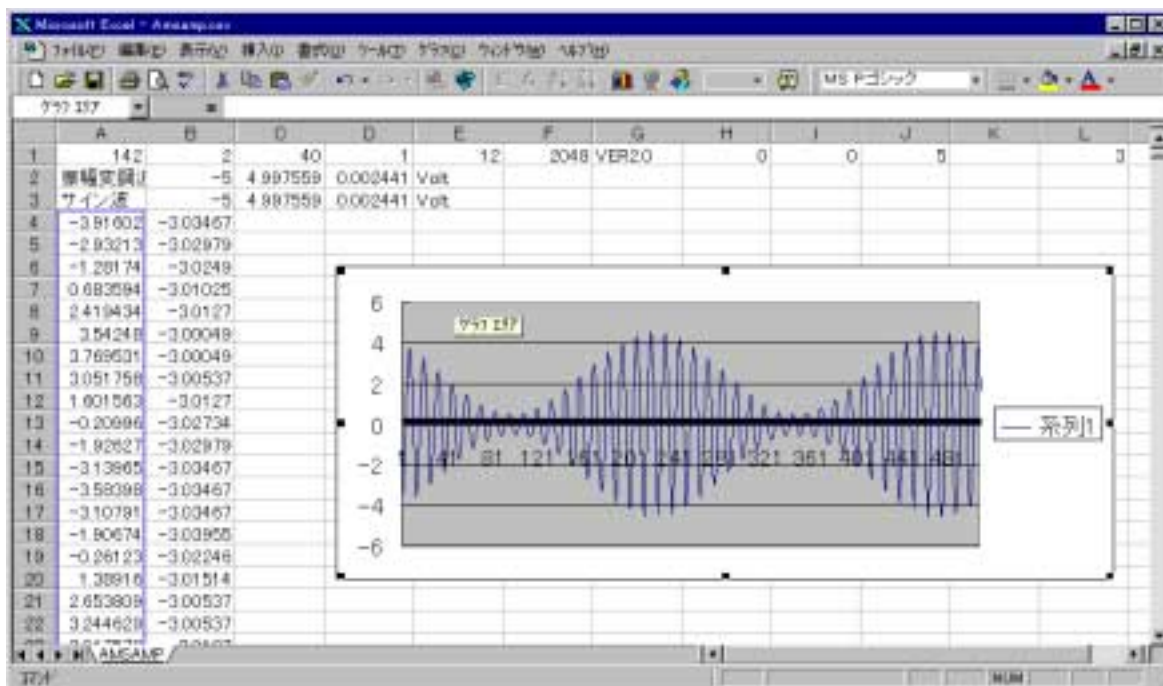 Microsoft Excel - Amsamp.csv
ファイル(F) 編集(E) 表示(V) 挿入(I) 書式(O) ツール(T) グラフ(C) ウィンドウ(W) ヘルプ(H)
MS Pゴシック
グラフ エリア =
A B C D E F G H I J K L
1 142 2 40 1 12 2048 VER2.0 0 0 5 3
2 振幅変調 -5 4.997559 0.002441 Volt
3 サイン波 -5 4.997559 0.002441 Volt
4 -3.91602 -3.03467
5 -2.93213 -3.02979
6 -1.28174 -3.0249
7 0.683594 -3.01025
8 2.419434 -3.0127
9 3.54248 -3.00049
10 3.769531 -3.00049
11 3.051758 -3.00537
12 1.601563 -3.0127
13 -0.20996 -3.02734
14 -1.92627 -3.02979
15 -3.13965 -3.03467
16 -3.58398 -3.03467
17 -3.10791 -3.03467
18 -1.90674 -3.03955
19 -0.26123 -3.02246
20 1.38916 -3.01514
21 2.653809 -3.00537
22 3.244629 -3.00537
6
グラフ エリア
4
2
0
系列1
-2
1 41 81 121 161 201 241 281 321 361 401 441 481
-4
-6
AMSAMP
コマンド
NUM